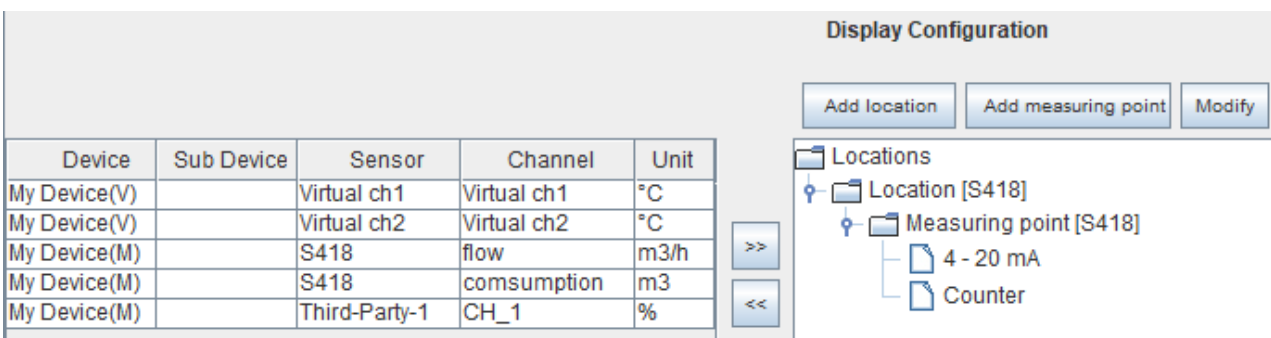 Display Configuration
Add location Add measuring point Modify
Device Sub Device Sensor Channel Unit
My Device(V) Virtual ch1 Virtual ch1 °C
My Device(V) Virtual ch2 Virtual ch2 °C
My Device(M) S418 flow m3/h
My Device(M) S418 comsumption m3
My Device(M) Third-Party-1 CH_1 %
>>
<<
Locations
Location [S418]
Measuring point [S418]
4 - 20 mA
Counter